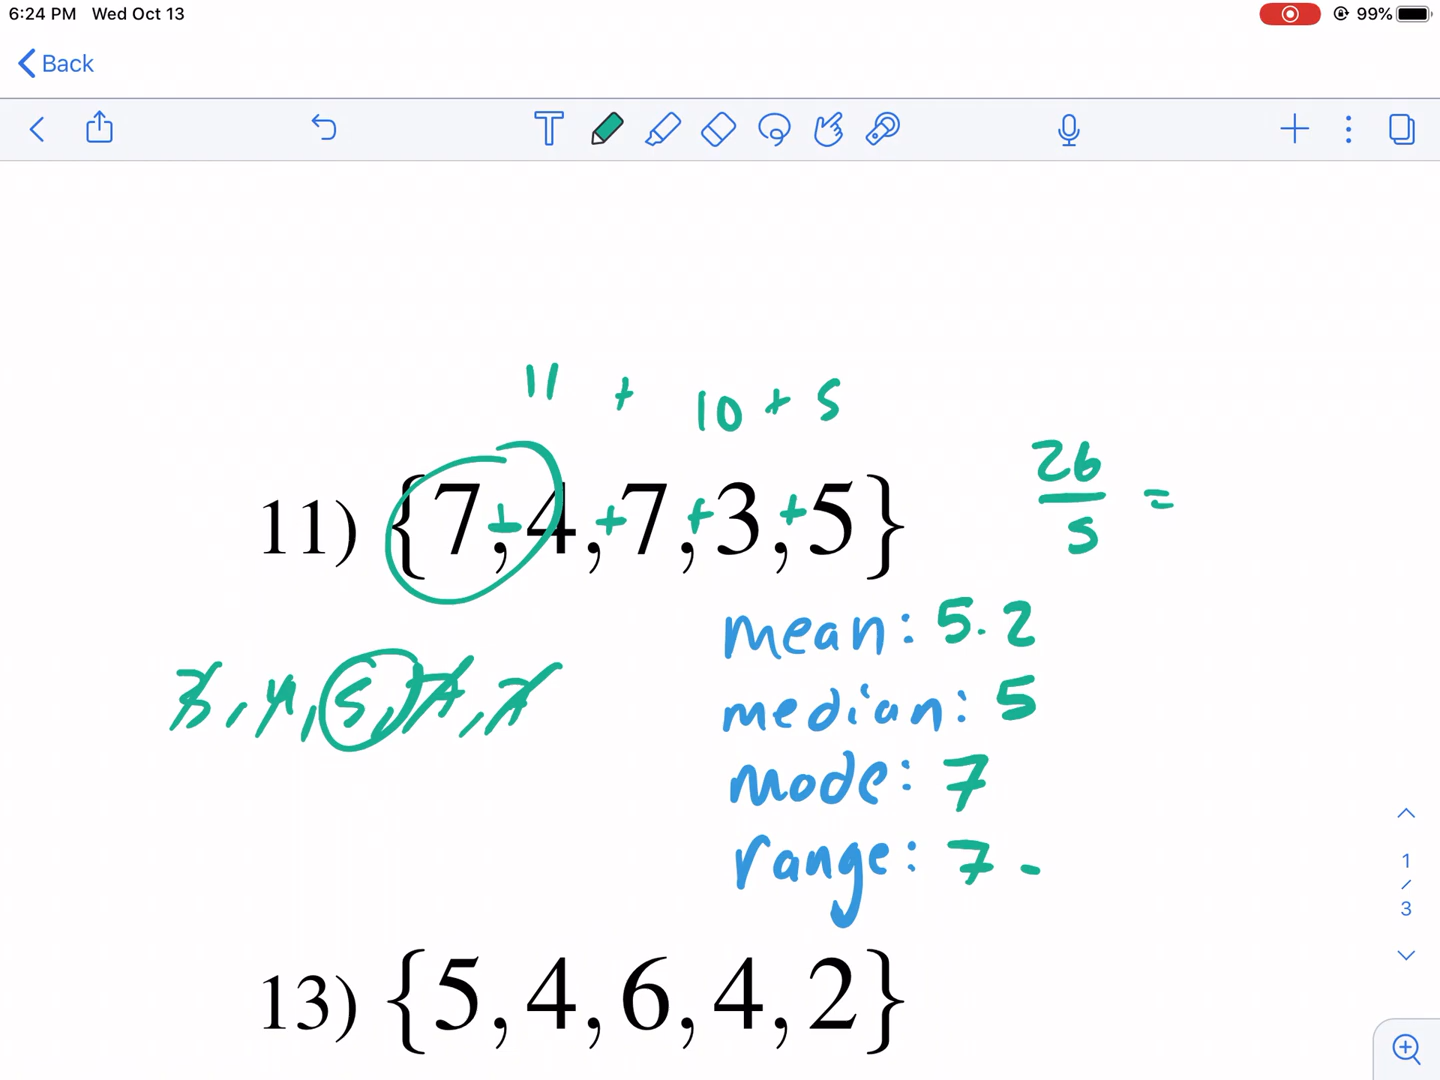 6:24 PM Wed Oct 13 99%
Back
11 + 10 + 5
11) {7, + 4, + 7, + 3, + 5}
26
5 =
mean: 5.2
3, 4, 5, 7, 7
median: 5
mode: 7
range: 7 -
1
/
3
13) {5, 4, 6, 4, 2}